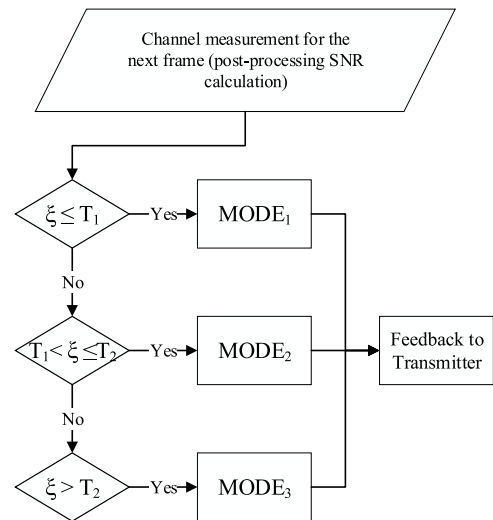 Channel measurement for the
next frame (post-processing SNR
calculation)
ξ ≤ T₁
Yes
MODE₁
No
T₁< ξ ≤T₂
Yes
MODE₂
Feedback to
Transmitter
No
ξ > T₂
Yes
MODE₃